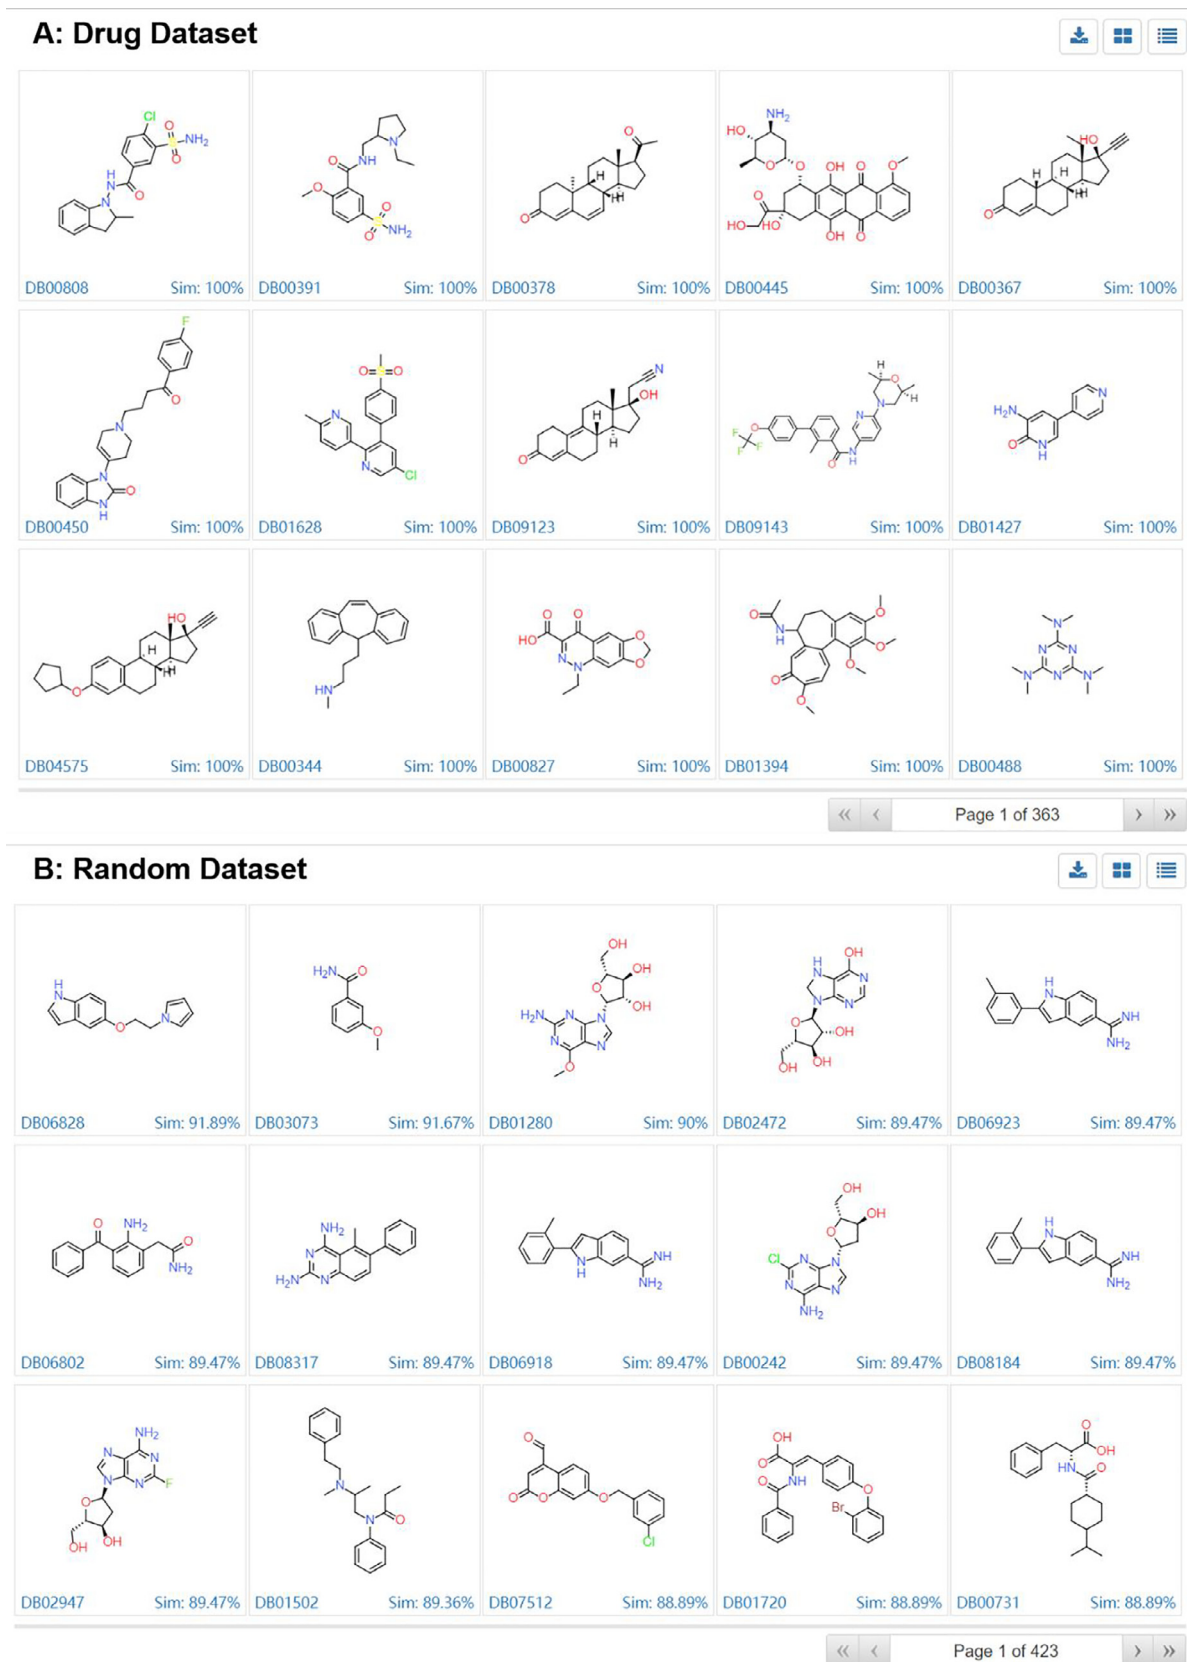 A: Drug Dataset
DB00808 Sim: 100% DB00391 Sim: 100% DB00378 Sim: 100% DB00445 Sim: 100% DB00367 Sim: 100%
DB00450 Sim: 100% DB01628 Sim: 100% DB09123 Sim: 100% DB09143 Sim: 100% DB01427 Sim: 100%
DB04575 Sim: 100% DB00344 Sim: 100% DB00827 Sim: 100% DB01394 Sim: 100% DB00488 Sim: 100%
Page 1 of 363
B: Random Dataset
DB06828 Sim: 91.89% DB03073 Sim: 91.67% DB01280 Sim: 90% DB02472 Sim: 89.47% DB06923 Sim: 89.47%
DB06802 Sim: 89.47% DB08317 Sim: 89.47% DB06918 Sim: 89.47% DB00242 Sim: 89.47% DB08184 Sim: 89.47%
DB02947 Sim: 89.47% DB01502 Sim: 89.36% DB07512 Sim: 88.89% DB01720 Sim: 88.89% DB00731 Sim: 88.89%
Page 1 of 423